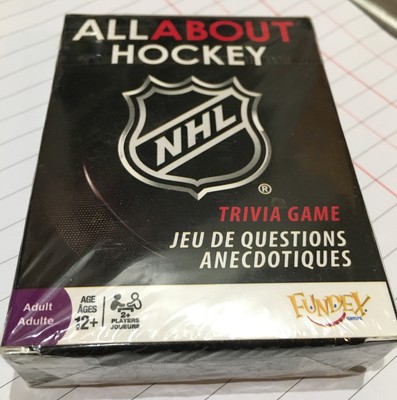 ALL ABOUT
HOCKEY
NHL
®
TRIVIA GAME
JEU DE QUESTIONS
ANECDOTIQUES
Adult
Adulte
AGE
ÂGES
12+
2+
PLAYERS
JOUEURS
FUNDEX
GAMES